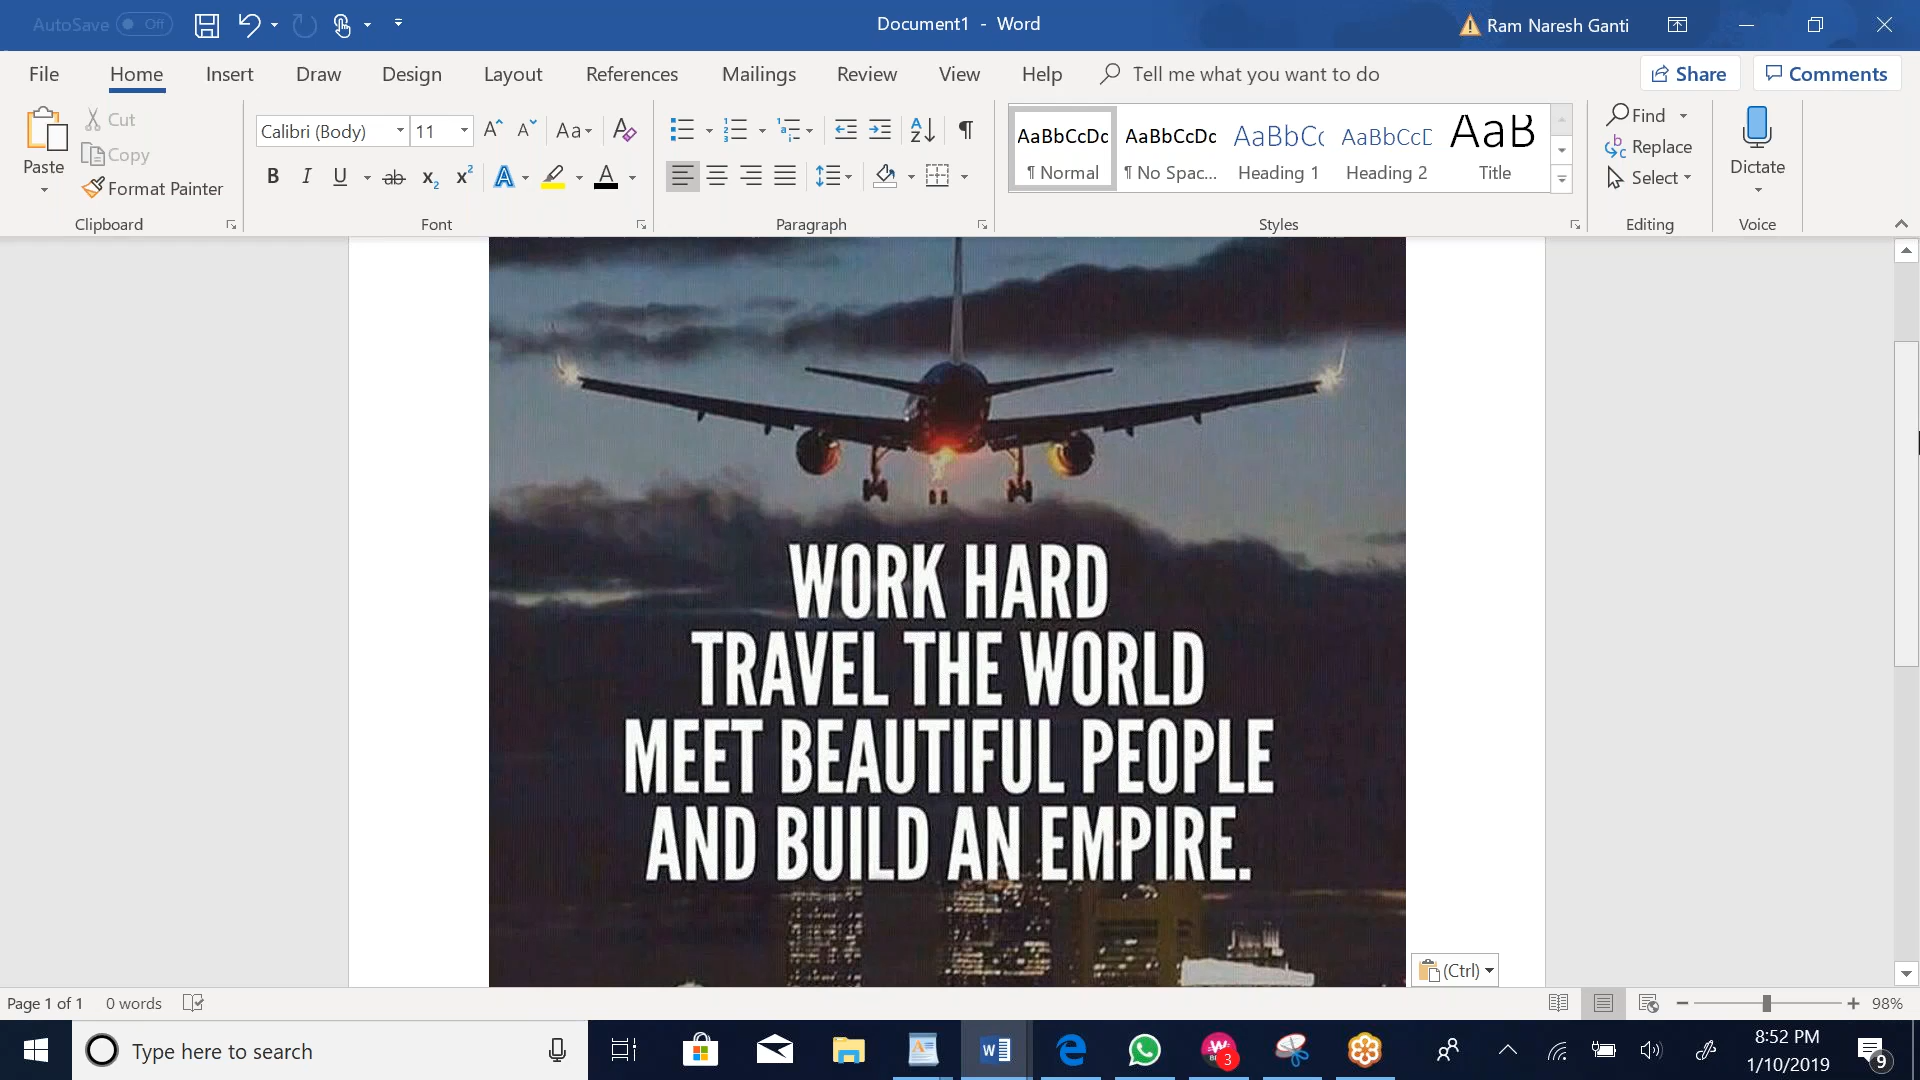 AutoSave Off
Document1 - Word
Ram Naresh Ganti
File Home Insert Draw Design Layout References Mailings Review View Help Tell me what you want to do
Share Comments
Paste
Cut
Copy
Format Painter
Clipboard
Calibri (Body) 11
Font
Paragraph
AaBbCcDc AaBbCcDc AaBbC( AaBbCcD AaB
¶ Normal ¶ No Spac... Heading 1 Heading 2 Title
Styles
Find
Replace
Select
Editing
Dictate
Voice
WORK HARD
TRAVEL THE WORLD
MEET BEAUTIFUL PEOPLE
AND BUILD AN EMPIRE.
(Ctrl)
Page 1 of 1 0 words 98%
Type here to search
8:52 PM
1/10/2019
3
9